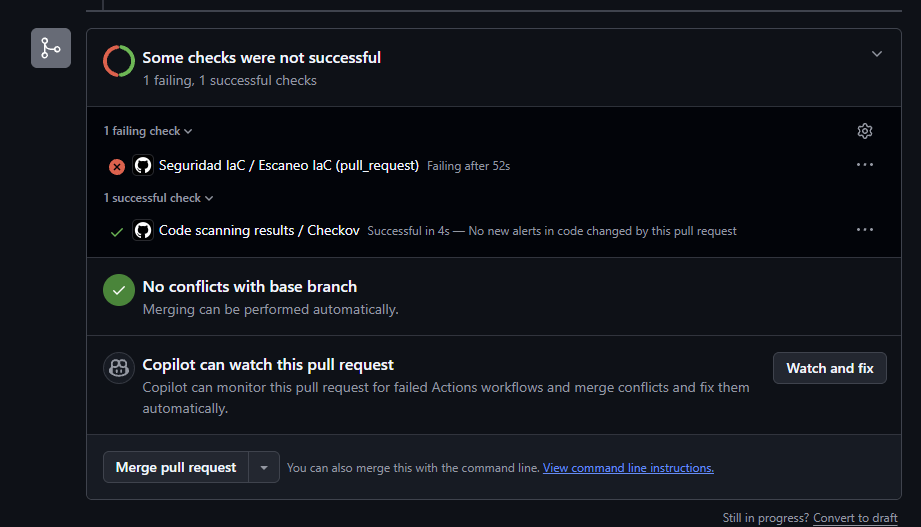 Some checks were not successful
1 failing, 1 successful checks
1 failing check
Seguridad IaC / Escaneo IaC (pull_request) Failing after 52s
1 successful check
Code scanning results / Checkov Successful in 4s — No new alerts in code changed by this pull request
No conflicts with base branch
Merging can be performed automatically.
Copilot can watch this pull request
Copilot can monitor this pull request for failed Actions workflows and merge conflicts and fix them
automatically.
Watch and fix
Merge pull request You can also merge this with the command line. View command line instructions.
Still in progress? Convert to draft